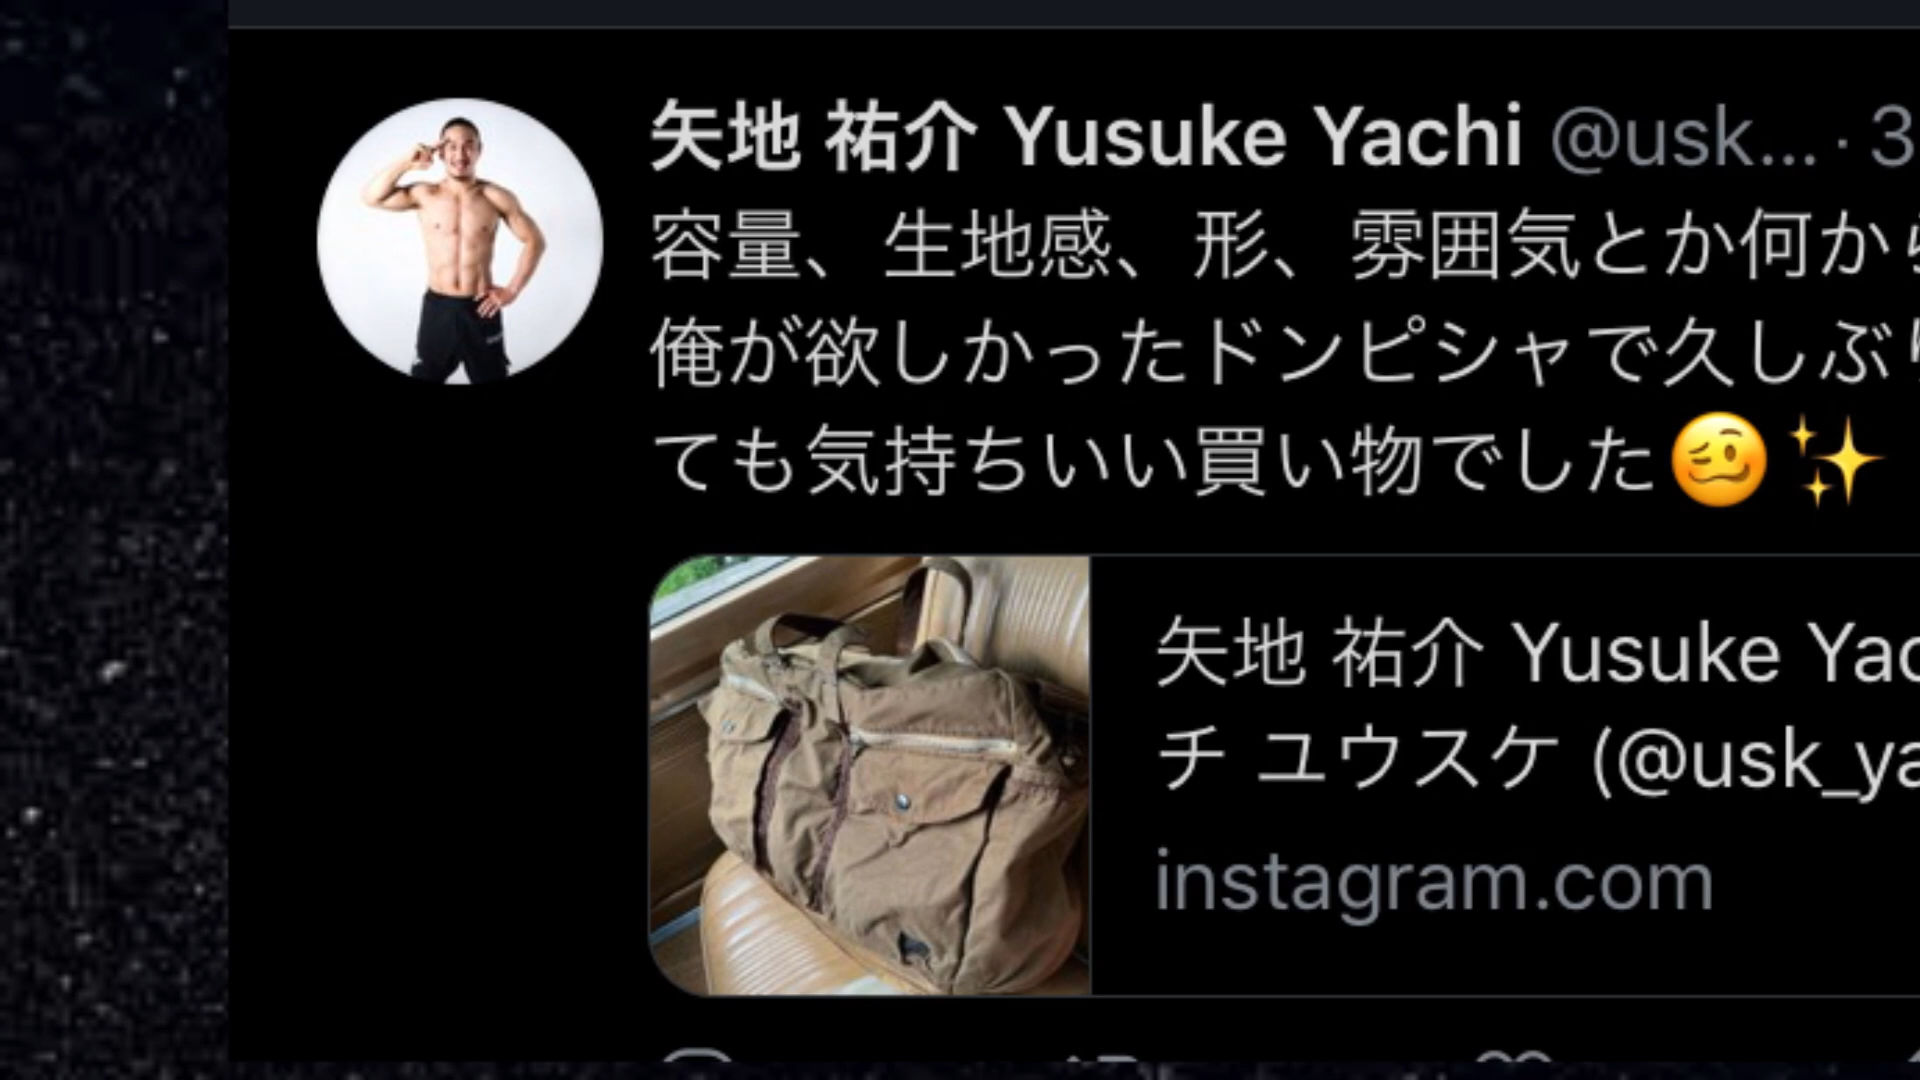 矢地 祐介 Yusuke Yachi @usk... · 3
容量、生地感、形、雰囲気とか何から
俺が欲しかったドンピシャで久しぶり
ても気持ちいい買い物でした🥴✨
矢地 祐介 Yusuke Yac
チ ユウスケ (@usk_ya
instagram.com